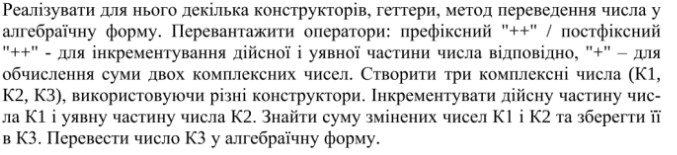 Реалізувати для нього декілька конструкторів, геттери, метод переведення числа у
алгебраїчну форму. Перевантажити оператори: префіксний "++" / постфіксний
"++" - для інкрементування дійсної і уявної частини числа відповідно, "+" – для
обчислення суми двох комплексних чисел. Створити три комплексні числа (К1,
К2, К3), використовуючи різні конструктори. Інкрементувати дійсну частину чис-
ла К1 і уявну частину числа К2. Знайти суму змінених чисел К1 і К2 та зберегти її
в К3. Перевести число К3 у алгебраїчну форму.